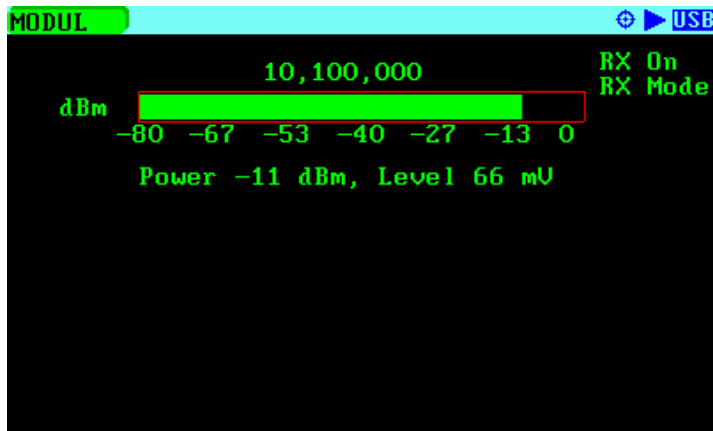 MODUL USB
10,100,000 RX On
RX Mode
dBm
-80 -67 -53 -40 -27 -13 0
Power -11 dBm, Level 66 mV